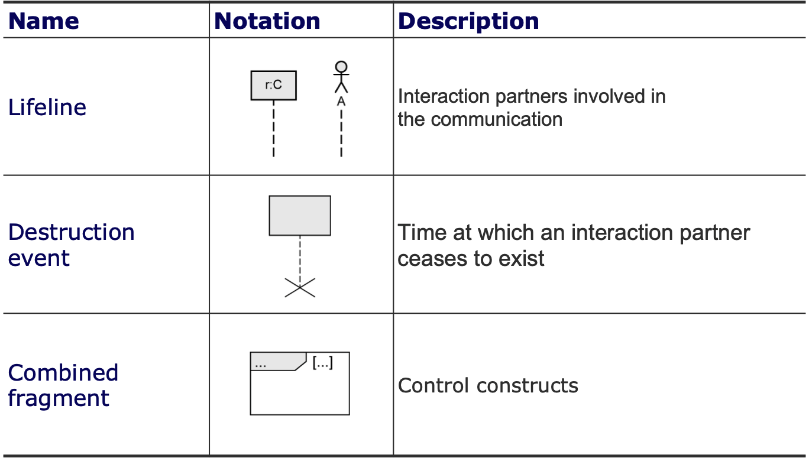 Name Notation Description
Lifeline
r:C
A
Interaction partners involved in
the communication
Destruction
event
Time at which an interaction partner
ceases to exist
Combined
fragment
... [...]
Control constructs